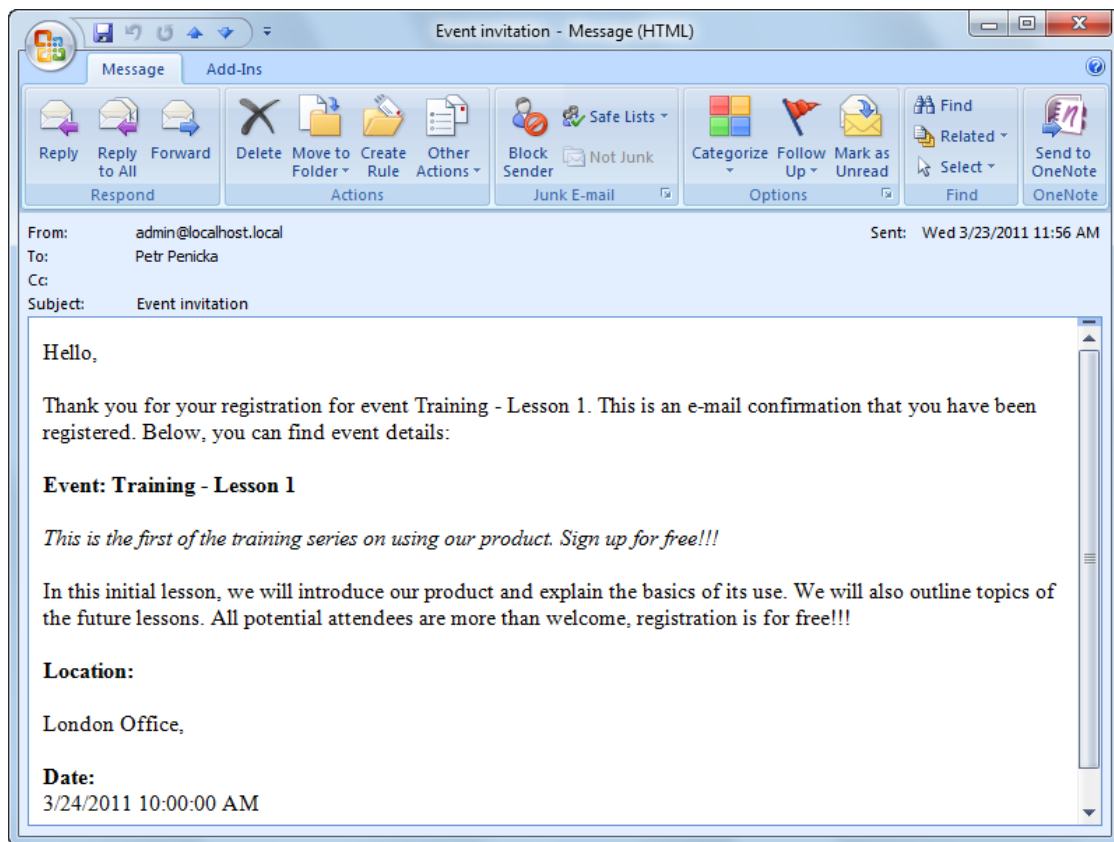 Event invitation - Message (HTML)
Message Add-Ins
Reply Reply to All Forward Delete Move to Folder Create Rule Other Actions Block Sender Safe Lists Not Junk Categorize Follow Up Mark as Unread Find Related Select Send to OneNote
Respond Actions Junk E-mail Options Find OneNote
From: admin@localhost.local Sent: Wed 3/23/2011 11:56 AM
To: Petr Penicka
Cc:
Subject: Event invitation
Hello,
Thank you for your registration for event Training - Lesson 1. This is an e-mail confirmation that you have been
registered. Below, you can find event details:
Event: Training - Lesson 1
This is the first of the training series on using our product. Sign up for free!!!
In this initial lesson, we will introduce our product and explain the basics of its use. We will also outline topics of
the future lessons. All potential attendees are more than welcome, registration is for free!!!
Location:
London Office,
Date:
3/24/2011 10:00:00 AM